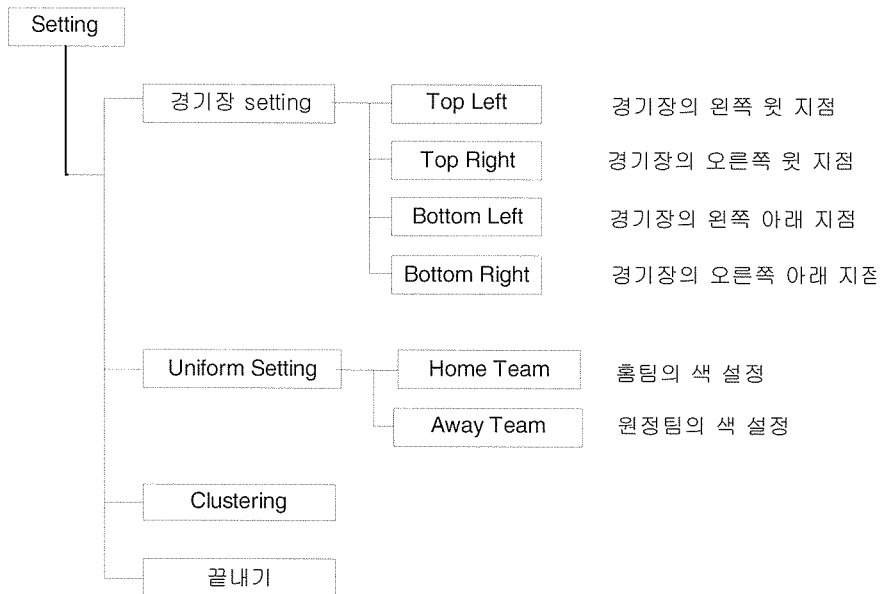 Setting
경기장 setting
Top Left
경기장의 왼쪽 윗 지점
Top Right
경기장의 오른쪽 윗 지점
Bottom Left
경기장의 왼쪽 아래 지점
Bottom Right
경기장의 오른쪽 아래 지점
Uniform Setting
Home Team
홈팀의 색 설정
Away Team
원정팀의 색 설정
Clustering
끝내기